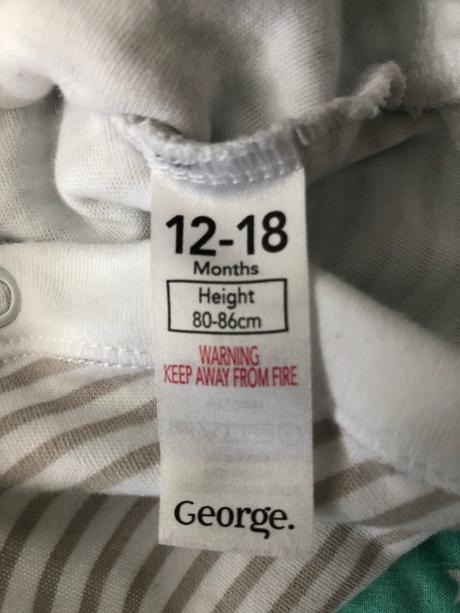 12-18
Months
Height
80-86cm
WARNING
KEEP AWAY FROM FIRE
George.